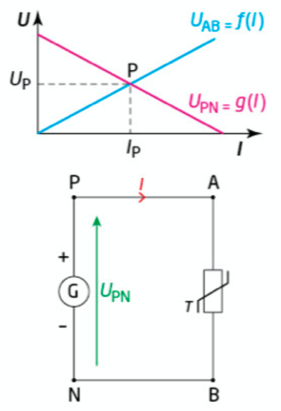 U
U_AB = f(I)
P
U_P
U_PN = g(I)
I_P
I
P
I
A
+
G
U_PN
T
-
N
B